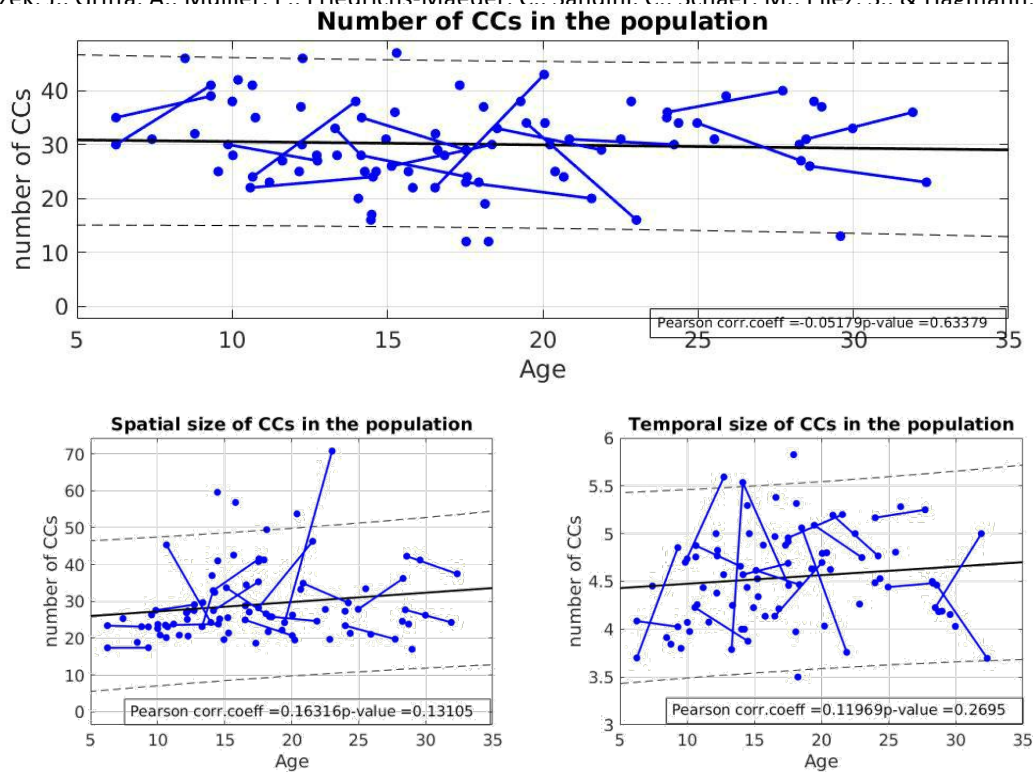 Number of CCs in the population
number of CCs
40
30
20
10
0
Pearson corr.coeff =-0.05179p-value =0.63379
5 10 15 20 25 30 35
Age
Spatial size of CCs in the population
number of CCs
70
60
50
40
30
20
10
0
Pearson corr.coeff =0.16316p-value =0.13105
5 10 15 20 25 30 35
Age
Temporal size of CCs in the population
number of CCs
6
5.5
5
4.5
4
3.5
3
Pearson corr.coeff =0.11969p-value =0.2695
5 10 15 20 25 30 35
Age